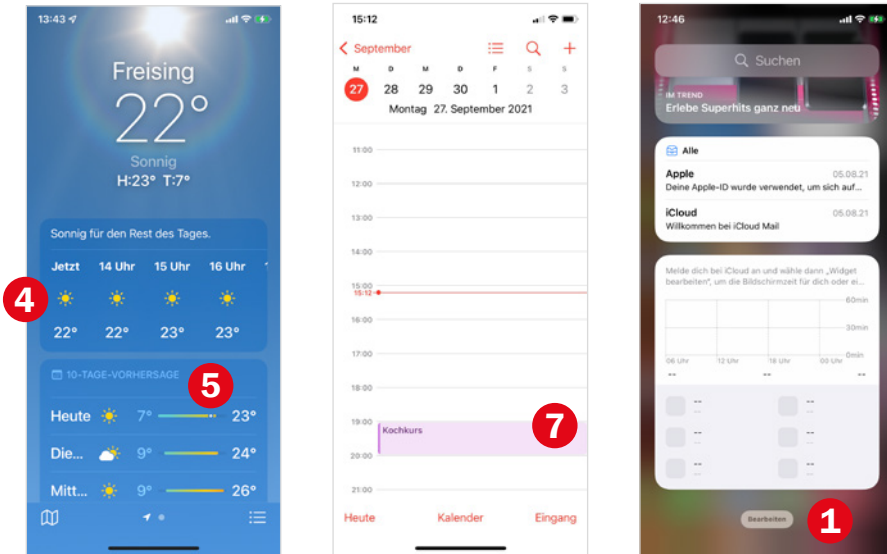 13:43
Freising
22°
Sonnig
H:23° T:7°
Sonnig für den Rest des Tages.
Jetzt 14 Uhr 15 Uhr 16 Uhr 1
4
22° 22° 23° 23°
10-TAGE-VORHERSAGE
5
Heute 7° 23°
Die... 9° 24°
Mitt... 9° 26°
15:12
September
M D M D F S S
27 28 29 30 1 2 3
Montag 27. September 2021
11:00
12:00
13:00
14:00
15:00
15:12
16:00
17:00
18:00
19:00
Kochkurs
7
20:00
21:00
Heute Kalender Eingang
12:46
Suchen
IM TREND
Erlebe Superhits ganz neu
Alle
Apple 05.08.21
Deine Apple-ID wurde verwendet, um sich auf...
iCloud 05.08.21
Willkommen bei iCloud Mail
Melde dich bei iCloud an und wähle dann „Widget
bearbeiten“, um die Bildschirmzeit für dich oder ei...
60min
30min
0min
06 Uhr 12 Uhr 18 Uhr 00 Uhr
-- -- --
-- --
-- --
-- --
-- --
-- --
-- --
Bearbeiten
1